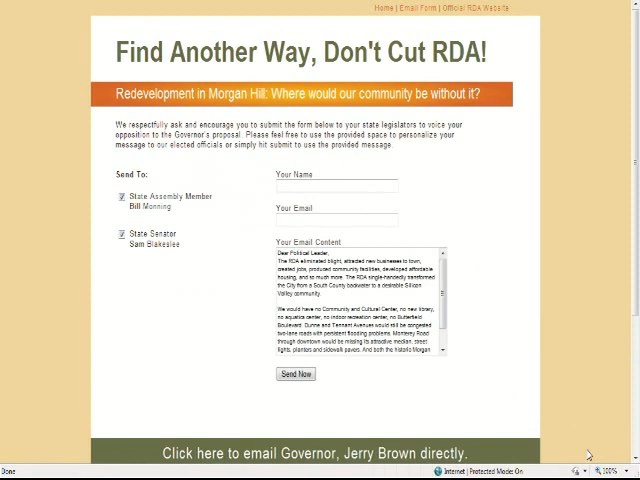 Home | Email Form | Official RDA Website
Find Another Way, Don't Cut RDA!
Redevelopment in Morgan Hill: Where would our community be without it?
We respectfully ask and encourage you to submit the form below to your state legislators to voice your
opposition to the Governor's proposal. Please feel free to use the provided space to personalize your
message to our elected officials or simply hit submit to use the provided message.
Send To:
State Assembly Member
Bill Monning
State Senator
Sam Blakeslee
Your Name
Your Email
Your Email Content
Dear Political Leader,
The RDA eliminated blight, attracted new businesses to town,
created jobs, produced community facilities, developed affordable
housing, and so much more. The RDA single-handedly transformed
the City from a South County backwater to a desirable Silicon
Valley community.
We would have no Community and Cultural Center, no new library,
no aquatics center, no indoor recreation center, no Butterfield
Boulevard. Dunne and Tennant Avenues would still be congested
two-lane roads with persistent flooding problems. Monterey Road
through downtown would be missing its attractive median, street
lights, planters and sidewalk pavers. And both the historic Morgan
Send Now
Click here to email Governor, Jerry Brown directly.
Done
Internet | Protected Mode: On
100%